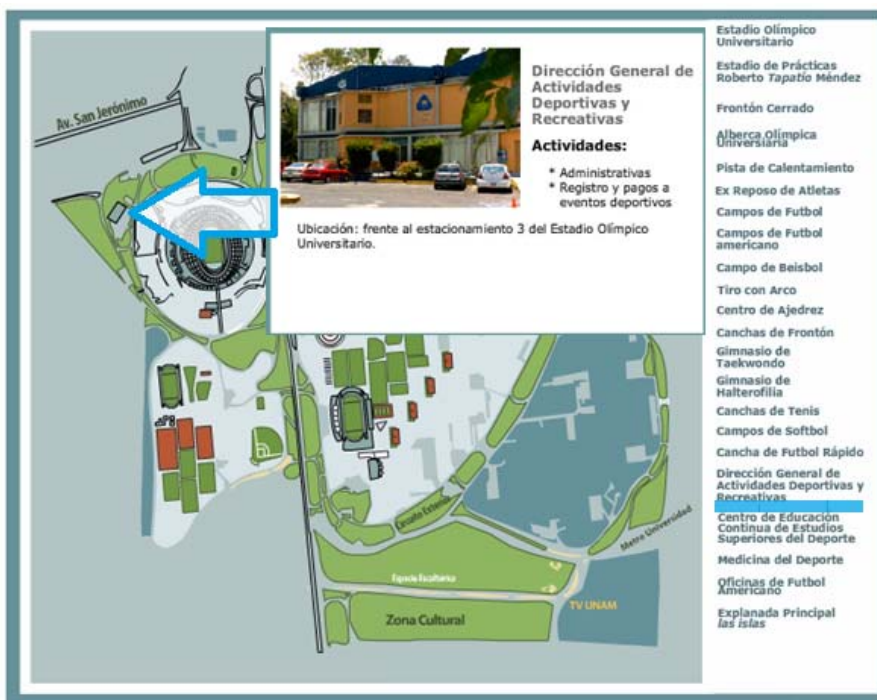 Av. San Jerónimo
Dirección General de
Actividades
Deportivas y
Recreativas
Actividades:
* Administrativas
* Registro y pagos a
eventos deportivos
Ubicación: frente al estacionamiento 3 del Estadio Olímpico
Universitario.
Circuito Exterior
Metro Universidad
Espacio Escultórico
TV UNAM
Zona Cultural
Estadio Olímpico
Universitario
Estadio de Prácticas
Roberto Tapatío Méndez
Frontón Cerrado
Alberca Olímpica
Universiaria
Pista de Calentamiento
Ex Reposo de Atletas
Campos de Futbol
Campos de Futbol
americano
Campo de Beisbol
Tiro con Arco
Centro de Ajedrez
Canchas de Frontón
Gimnasio de
Taekwondo
Gimnasio de
Halterofilia
Canchas de Tenis
Campos de Softbol
Cancha de Futbol Rápido
Dirección General de
Actividades Deportivas y
Recreativas
Centro de Educación
Continua de Estudios
Superiores del Deporte
Medicina del Deporte
Oficinas de Futbol
Americano
Explanada Principal
las islas